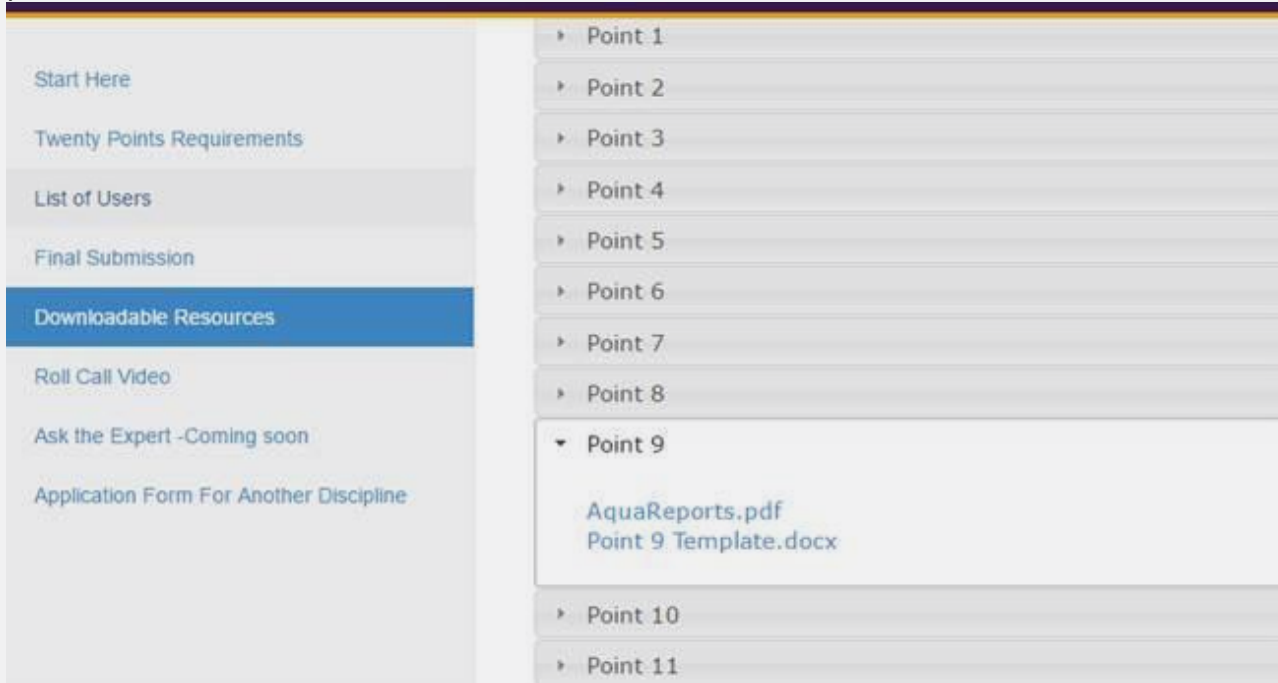 Start Here
Twenty Points Requirements
List of Users
Final Submission
Downloadable Resources
Roll Call Video
Ask the Expert -Coming soon
Application Form For Another Discipline
Point 1
Point 2
Point 3
Point 4
Point 5
Point 6
Point 7
Point 8
Point 9
AquaReports.pdf
Point 9 Template.docx
Point 10
Point 11